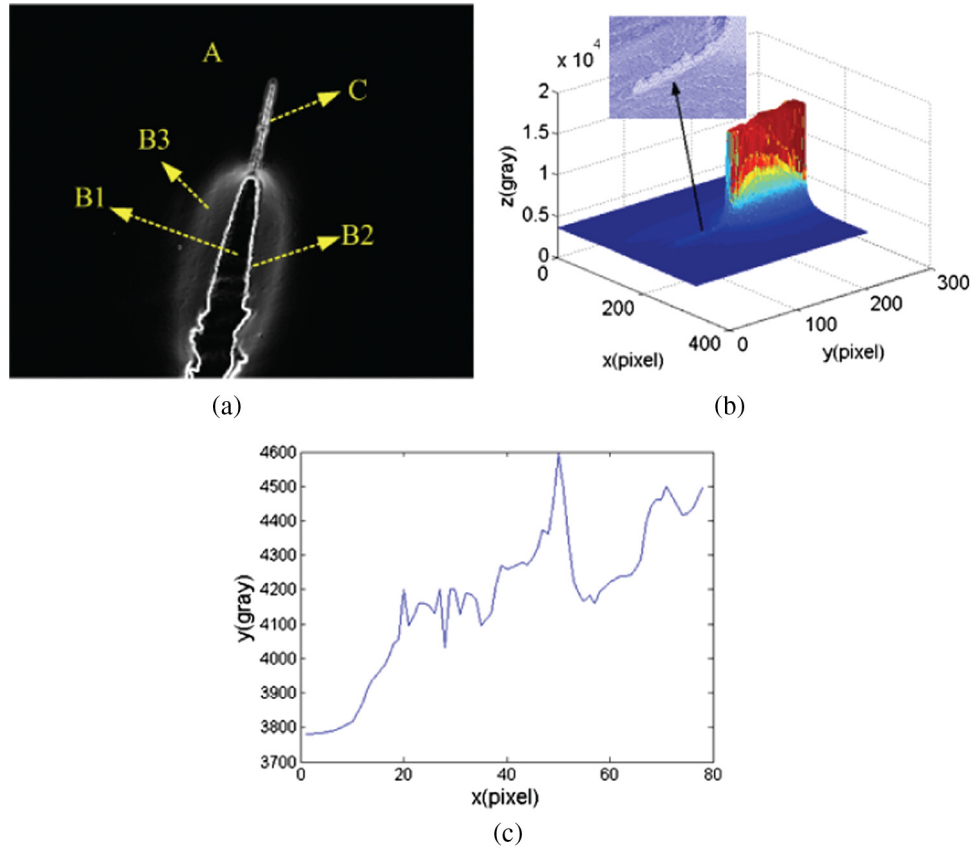 A
C
B3
B1
B2
(a)
x 10^4
2
1.5
1
0.5
0
z(gray)
0
200
400
x(pixel)
0
100
200
300
y(pixel)
(b)
4600
4500
4400
4300
4200
4100
4000
3900
3800
3700
y(gray)
0
20
40
60
80
x(pixel)
(c)